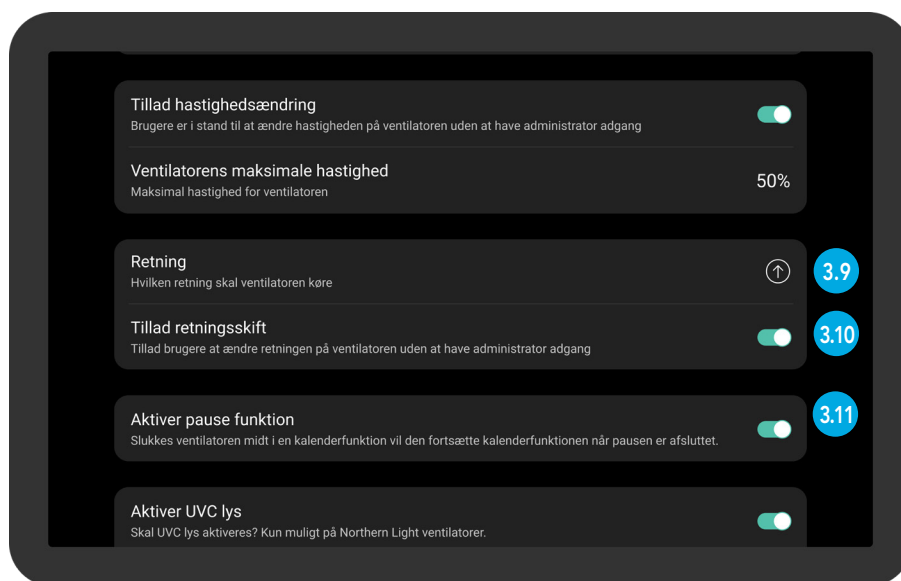 Tillad hastighedsændring
Brugere er i stand til at ændre hastigheden på ventilatoren uden at have administrator adgang
Ventilatorens maksimale hastighed
50%
Maksimal hastighed for ventilatoren
Retning
3.9
Hvilken retning skal ventilatoren køre
Tillad retningsskift
3.10
Tillad brugere at ændre retningen på ventilatoren uden at have administrator adgang
Aktiver pause funktion
3.11
Slukkes ventilatoren midt i en kalenderfunktion vil den fortsætte kalenderfunktionen når pausen er afsluttet.
Aktiver UVC lys
Skal UVC lys aktiveres? Kun muligt på Northern Light ventilatorer.